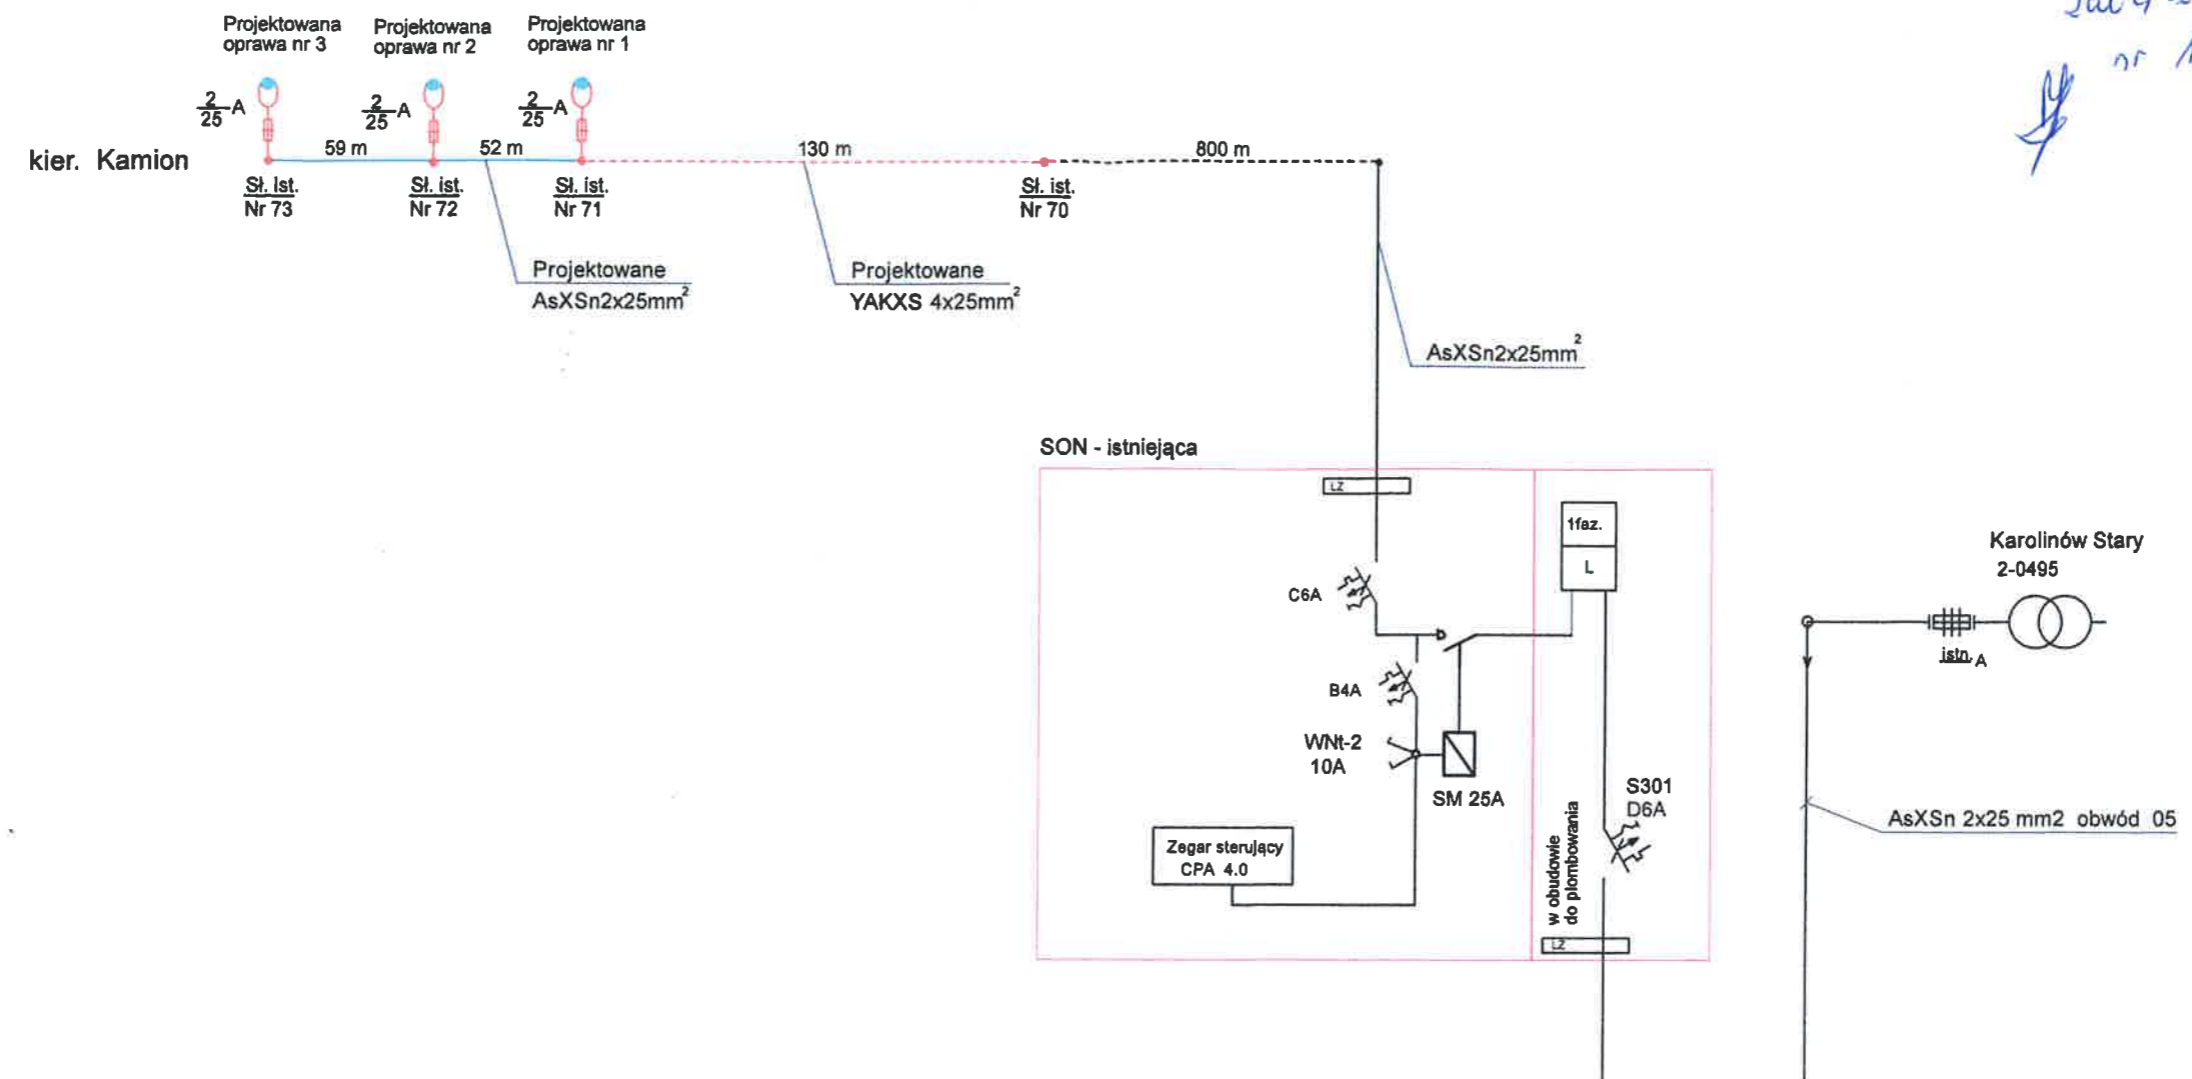 Projektowana
oprawa nr 3
Projektowana
oprawa nr 2
Projektowana
oprawa nr 1
nr
2
25 A
2
25 A
2
25 A
kier. Kamion
59 m
52 m
130 m
800 m
Sł. ist.
Nr 73
Sł. ist.
Nr 72
Sł. ist.
Nr 71
Sł. ist.
Nr 70
Projektowane
AsXSn2x25mm²
Projektowane
YAKXS 4x25mm²
AsXSn2x25mm²
SON - istniejąca
LZ
1faz.
L
C6A
B4A
WNt-2
10A
SM 25A
Zegar sterujący
CPA 4.0
S301
D6A
w obudowie
do plombowania
LZ
Karolinów Stary
2-0495
istn. A
AsXSn 2x25 mm2 obwód 05